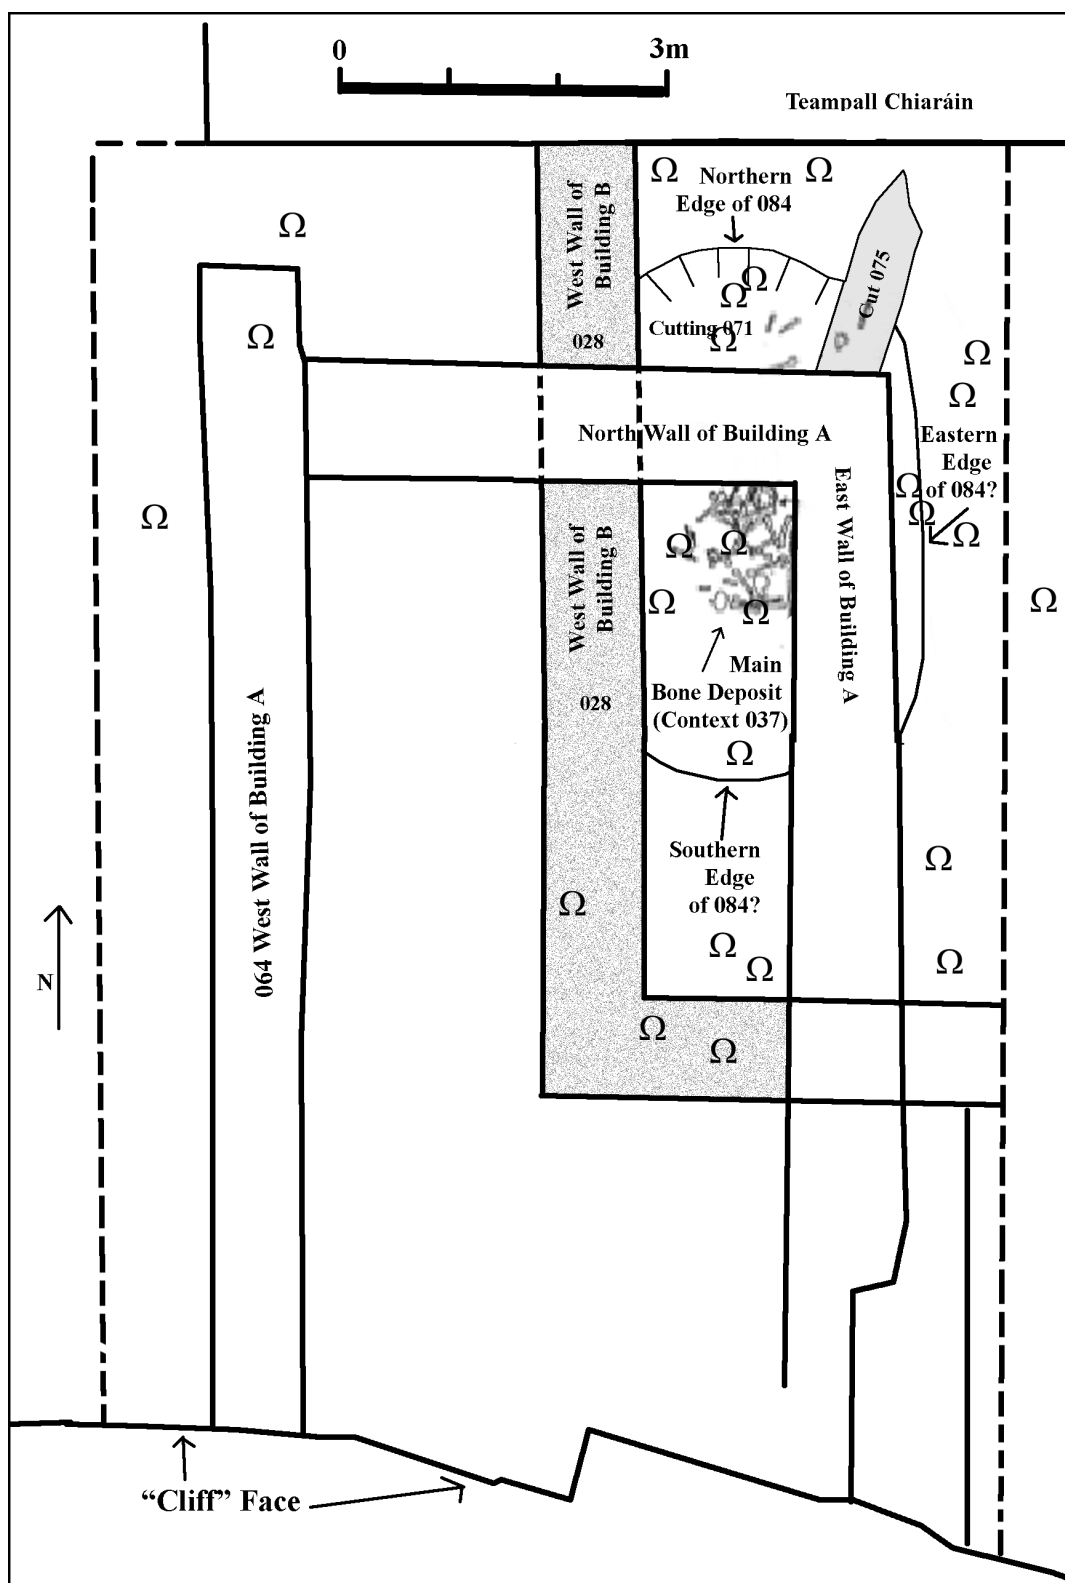 0 3m
Teampall Chiaráin
Ω Northern Ω
Edge of 084
West Wall of
Building B
028
Ω
Cut 075
Ω Ω
Cutting 071
Ω
Ω
Ω
Ω
North Wall of Building A
Eastern
Edge
of 084?
Ω
Ω
Ω
East Wall of Building A
West Wall of
Building B
028
Ω
Ω Ω
Ω Ω
Ω
Main
Bone Deposit
(Context 037)
Ω
064 West Wall of Building A
Southern
Edge
of 084?
Ω
Ω
Ω
Ω
Ω
N
Ω
Ω
Ω
“Cliff” Face